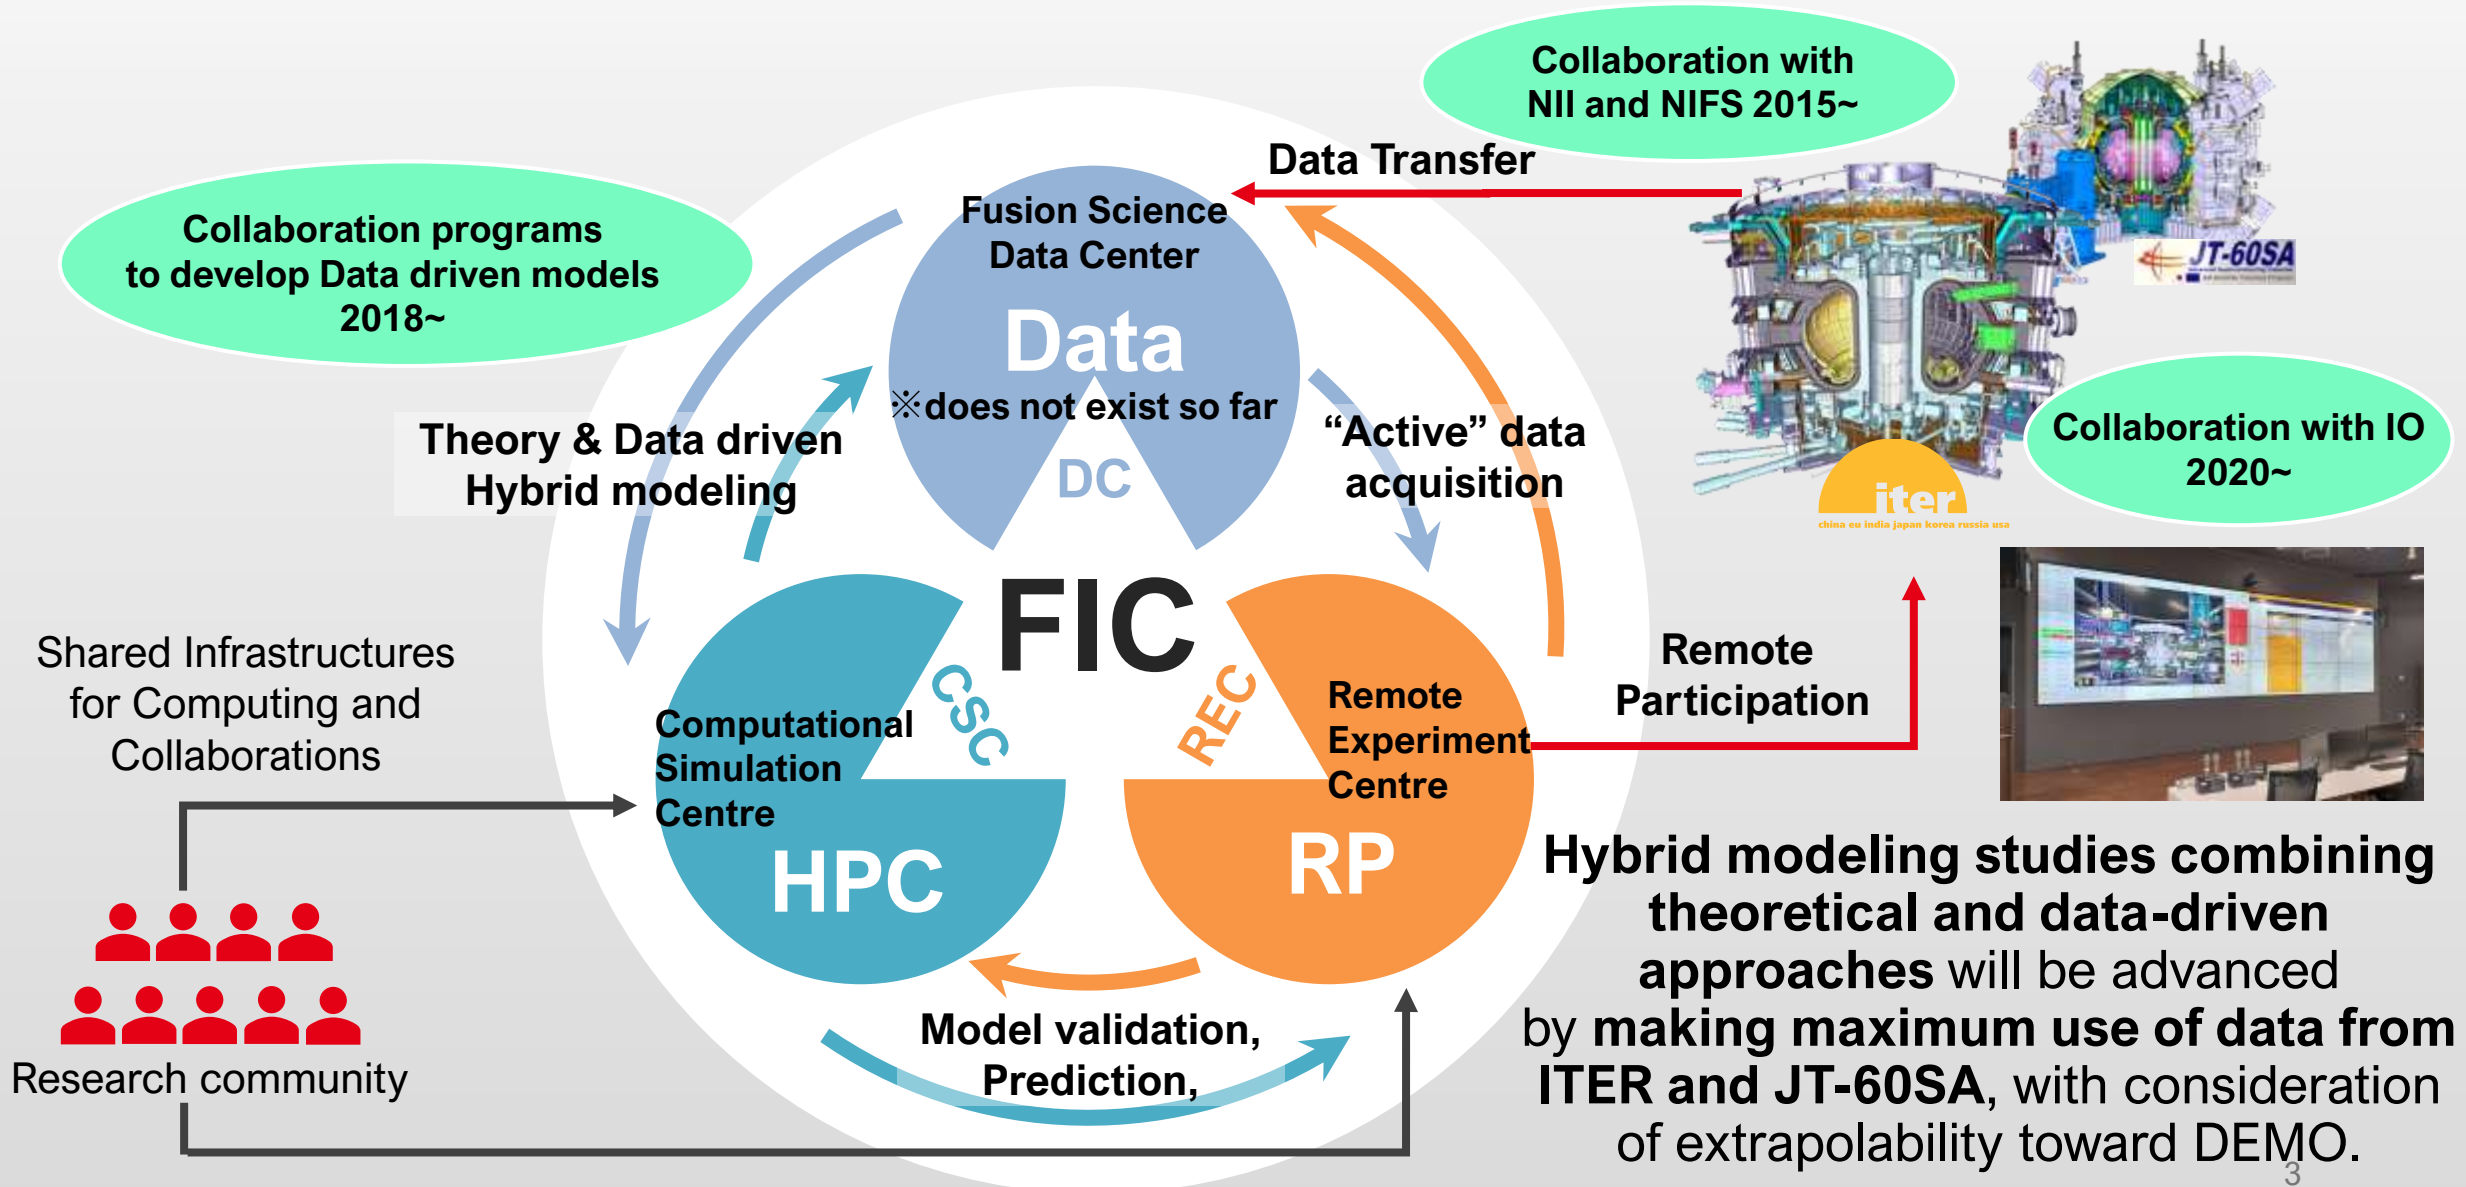 Collaboration with
NII and NIFS 2015~
Data Transfer
Collaboration programs
to develop Data driven models
2018~
Fusion Science
Data Center
Data
※does not exist so far
DC
Theory & Data driven
Hybrid modeling
“Active” data
acquisition
JT-60SA
Collaboration with IO
2020~
iter
china eu india japan korea russia usa
FIC
Shared Infrastructures
for Computing and
Collaborations
Computational
Simulation
Centre
CSC
HPC
REC
Remote
Experiment
Centre
RP
Remote
Participation
Research community
Model validation,
Prediction,
Hybrid modeling studies combining
theoretical and data-driven
approaches will be advanced
by making maximum use of data from
ITER and JT-60SA, with consideration
of extrapolability toward DEMO.
3